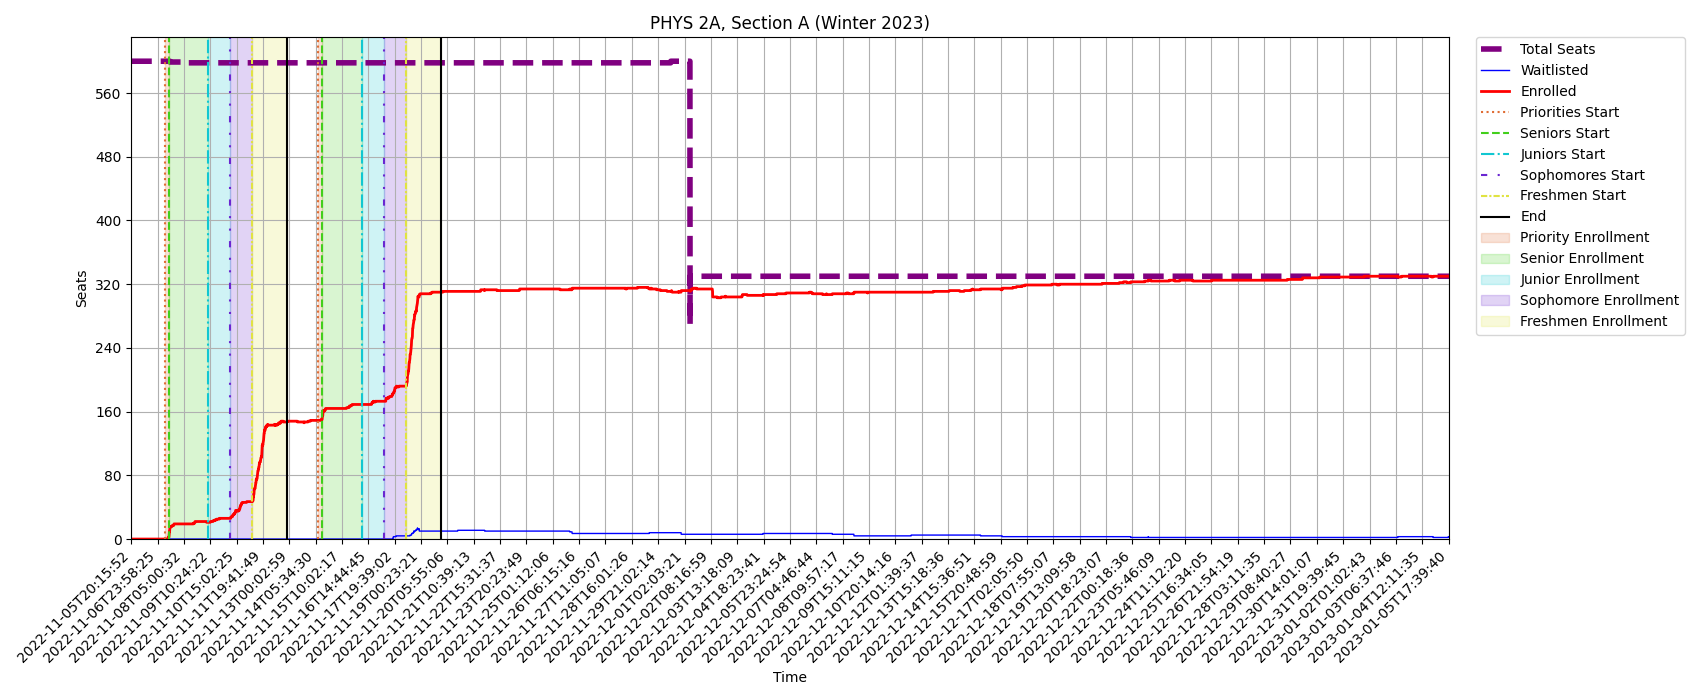 PHYS 2A, Section A (Winter 2023)
Seats
560
480
400
320
240
160
80
0
2022-11-05T20:15:52
2022-11-06T23:58:25
2022-11-08T05:00:32
2022-11-09T10:24:22
2022-11-10T15:02:25
2022-11-11T19:41:49
2022-11-13T00:02:59
2022-11-14T05:34:30
2022-11-15T10:02:17
2022-11-16T14:44:45
2022-11-17T19:39:02
2022-11-19T00:23:21
2022-11-20T05:55:06
2022-11-21T10:39:13
2022-11-22T15:31:37
2022-11-23T20:23:49
2022-11-25T01:12:06
2022-11-26T06:15:16
2022-11-27T11:05:07
2022-11-28T16:01:26
2022-11-29T21:02:14
2022-12-01T02:03:21
2022-12-02T08:16:59
2022-12-03T13:18:09
2022-12-04T18:23:41
2022-12-05T23:24:54
2022-12-07T04:46:44
2022-12-08T09:57:17
2022-12-09T15:11:15
2022-12-10T20:14:16
2022-12-12T01:39:37
2022-12-13T10:18:36
2022-12-14T15:36:51
2022-12-15T20:48:59
2022-12-17T02:05:50
2022-12-18T07:55:07
2022-12-19T13:09:58
2022-12-20T18:23:07
2022-12-22T00:18:36
2022-12-23T05:46:09
2022-12-24T11:12:20
2022-12-25T16:34:05
2022-12-26T21:54:19
2022-12-28T03:11:35
2022-12-29T08:40:27
2022-12-30T14:01:07
2022-12-31T19:39:45
2023-01-02T01:02:43
2023-01-03T06:37:46
2023-01-04T12:11:35
2023-01-05T17:39:40
Time
Total Seats
Waitlisted
Enrolled
Priorities Start
Seniors Start
Juniors Start
Sophomores Start
Freshmen Start
End
Priority Enrollment
Senior Enrollment
Junior Enrollment
Sophomore Enrollment
Freshmen Enrollment